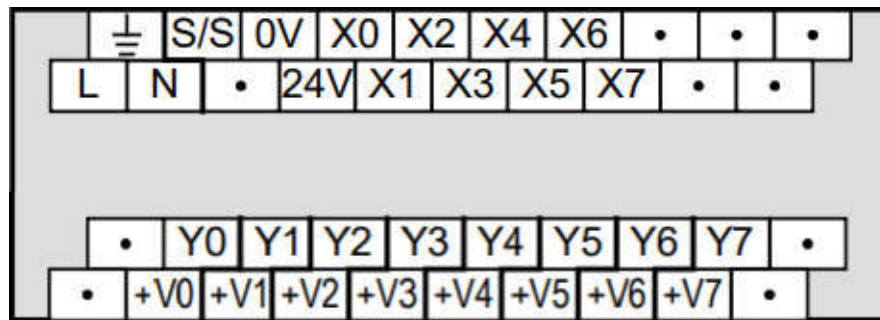 S/S 0V X0 X2 X4 X6 • • •
L N • 24V X1 X3 X5 X7 • •
• Y0 Y1 Y2 Y3 Y4 Y5 Y6 Y7 •
• +V0 +V1 +V2 +V3 +V4 +V5 +V6 +V7 •